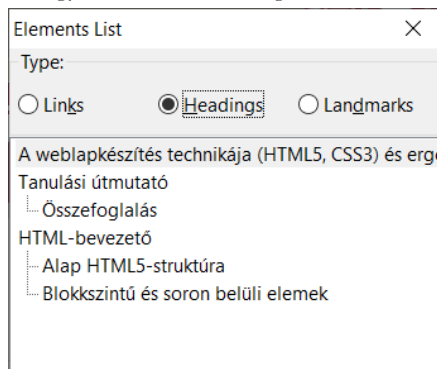 Elements List
Type:
Links Headings Landmarks
A weblapkészítés technikája (HTML5, CSS3) és
Tanulási útmutató
Összefoglalás
HTML-bevezető
Alap HTML5-struktúra
Blokkszintű és soron belüli elemek